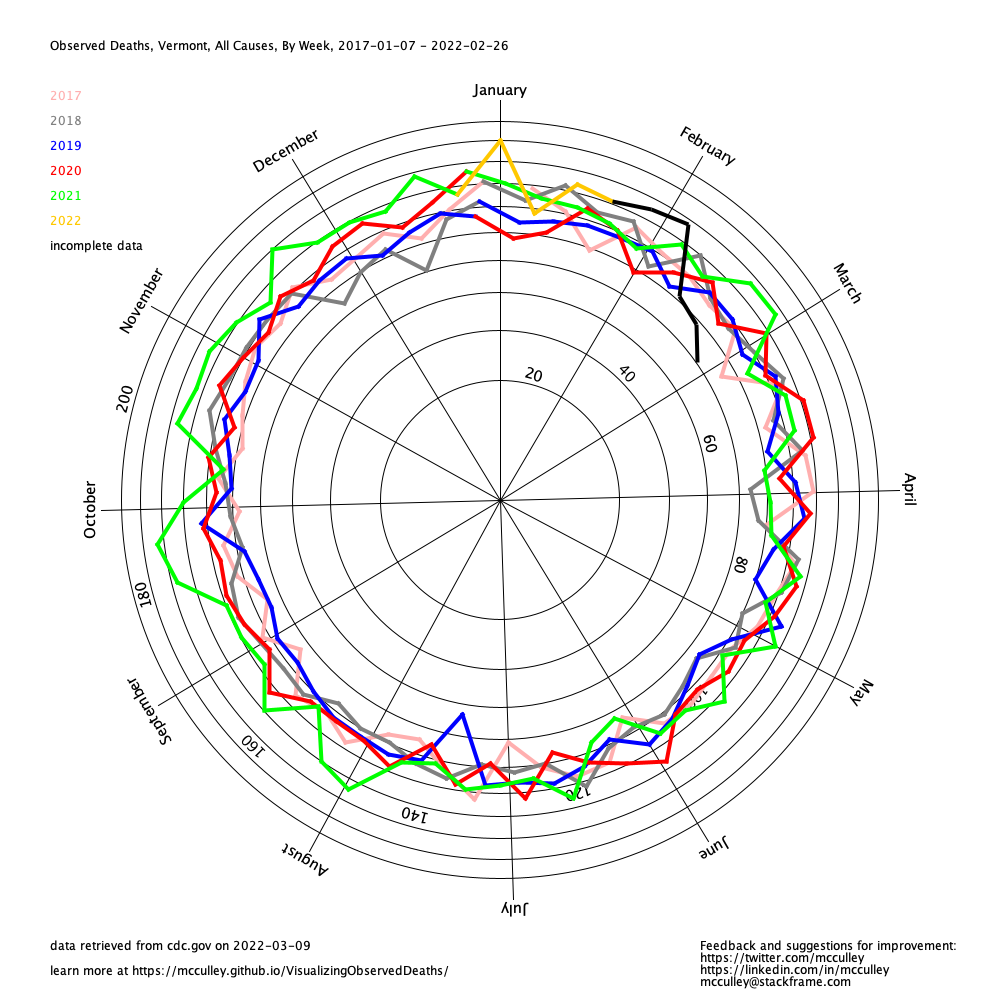 Observed Deaths, Vermont, All Causes, By Week, 2017-01-07 - 2022-02-26
January
2017
2018
2019
2020
2021
2022
incomplete data
December
February
November
March
20
40
200
60
October
April
80
180
September
May
160
120
140
August
June
July
data retrieved from cdc.gov on 2022-03-09
learn more at https://mcculley.github.io/VisualizingObservedDeaths/
Feedback and suggestions for improvement:
https://twitter.com/mcculley
https://linkedin.com/in/mcculley
mcculley@stackframe.com